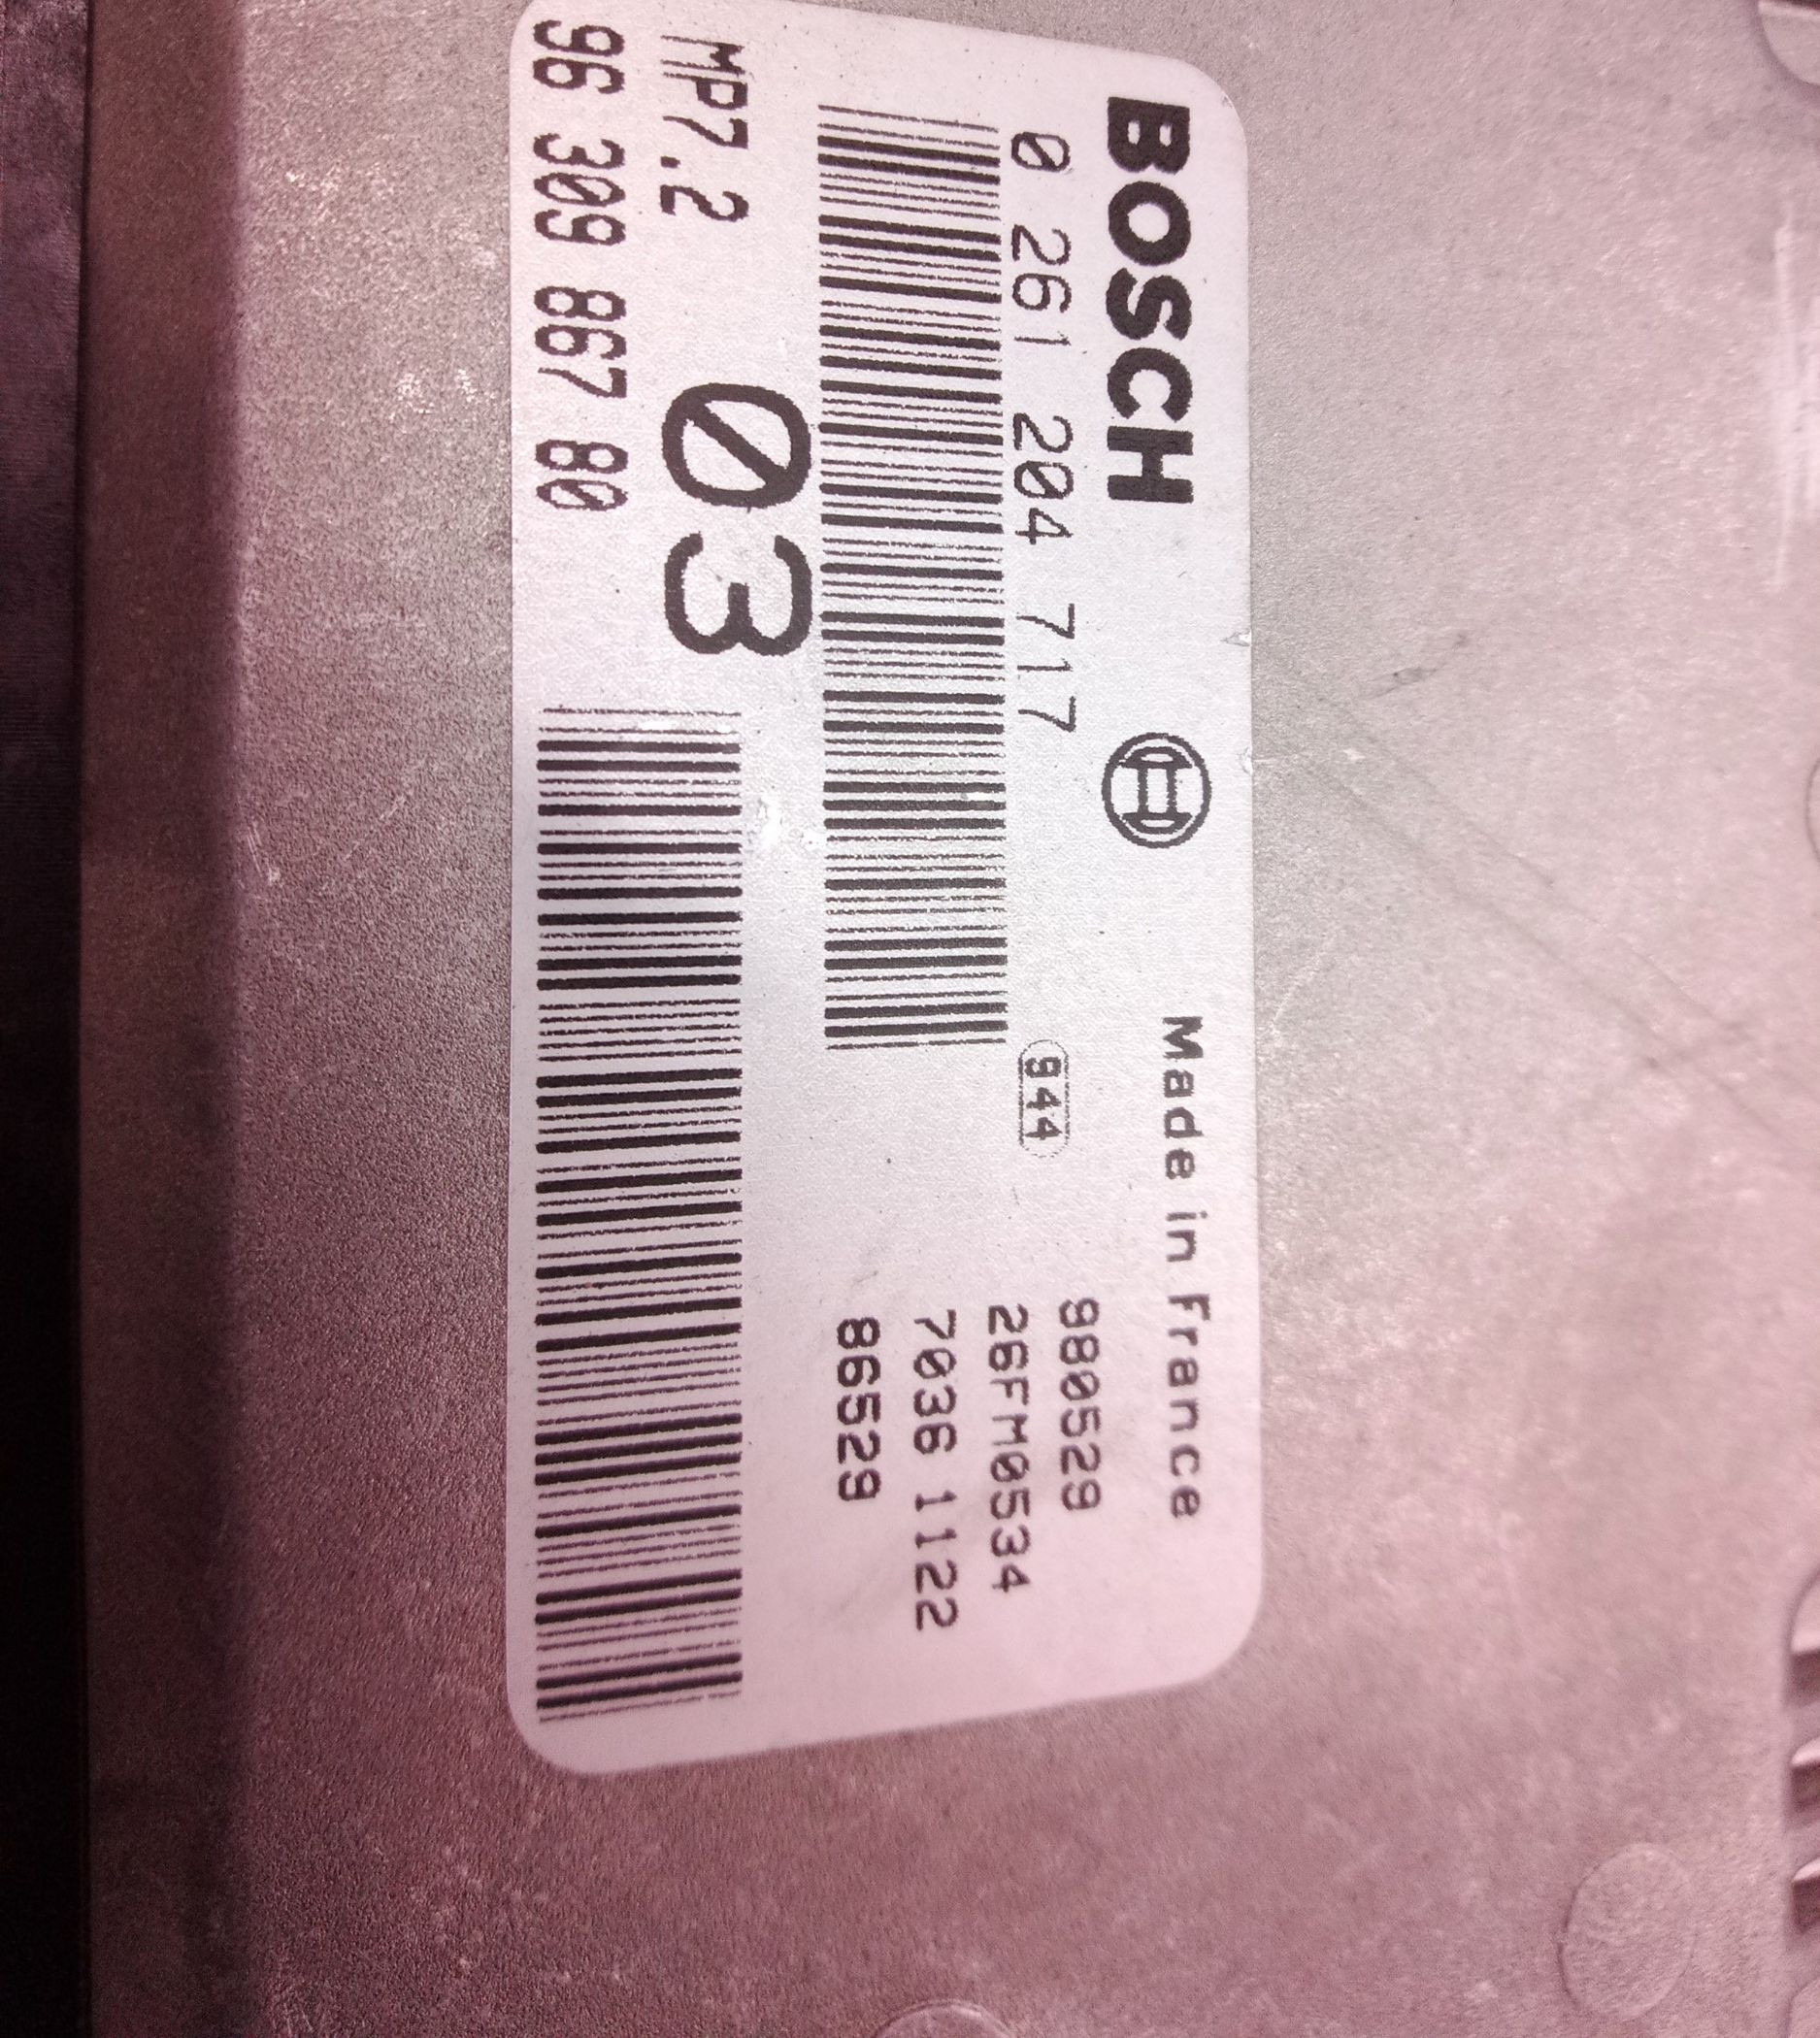 BOSCH Made in France
0 261 204 717 944
980529
26FM0534
7036 1122
86529
MP7.2 03
96 309 867 80